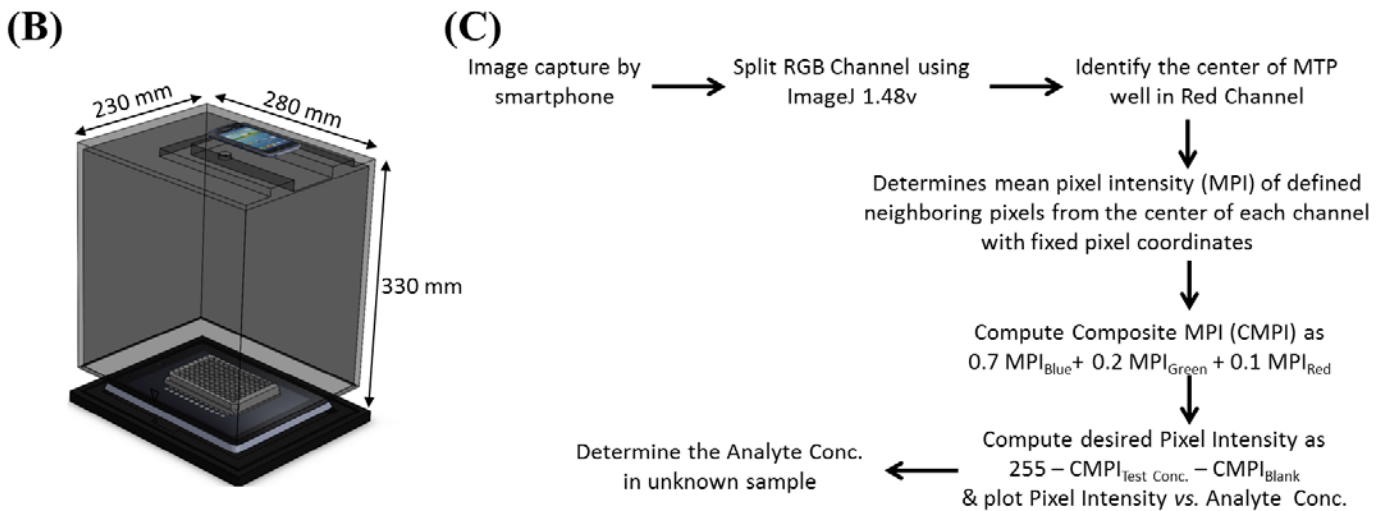 (B)
230 mm
280 mm
330 mm
(C)
Image capture by
smartphone
Split RGB Channel using
ImageJ 1.48v
Identify the center of MTP
well in Red Channel
Determines mean pixel intensity (MPI) of defined
neighboring pixels from the center of each channel
with fixed pixel coordinates
Compute Composite MPI (CMPI) as
0.7 MPIBlue+ 0.2 MPIGreen + 0.1 MPIRed
Compute desired Pixel Intensity as
255 – CMPITest Conc. – CMPIBlank
& plot Pixel Intensity vs. Analyte Conc.
Determine the Analyte Conc.
in unknown sample